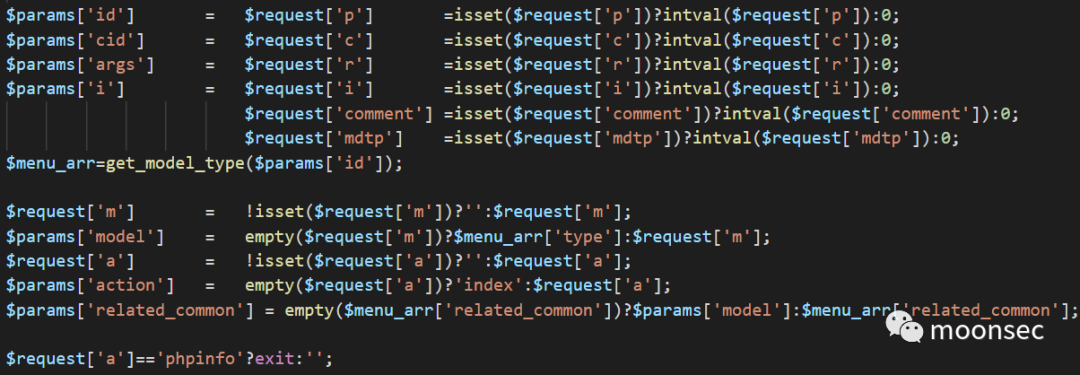 $params['id'] = $request['p'] =isset($request['p'])?intval($request['p']):0;
$params['cid'] = $request['c'] =isset($request['c'])?intval($request['c']):0;
$params['args'] = $request['r'] =isset($request['r'])?intval($request['r']):0;
$params['i'] = $request['i'] =isset($request['i'])?intval($request['i']):0;
$request['comment'] =isset($request['comment'])?intval($request['comment']):0;
$request['mdtp'] =isset($request['mdtp'])?intval($request['mdtp']):0;
$menu_arr=get_model_type($params['id']);
$request['m'] = !isset($request['m'])?'':$request['m'];
$params['model'] = empty($request['m'])?$menu_arr['type']:$request['m'];
$request['a'] = !isset($request['a'])?'':$request['a'];
$params['action'] = empty($request['a'])?'index':$request['a'];
$params['related_common'] = empty($menu_arr['related_common'])?$params['model']:$menu_arr['related_common'];
moonsec
$request['a']=='phpinfo'?exit:'';